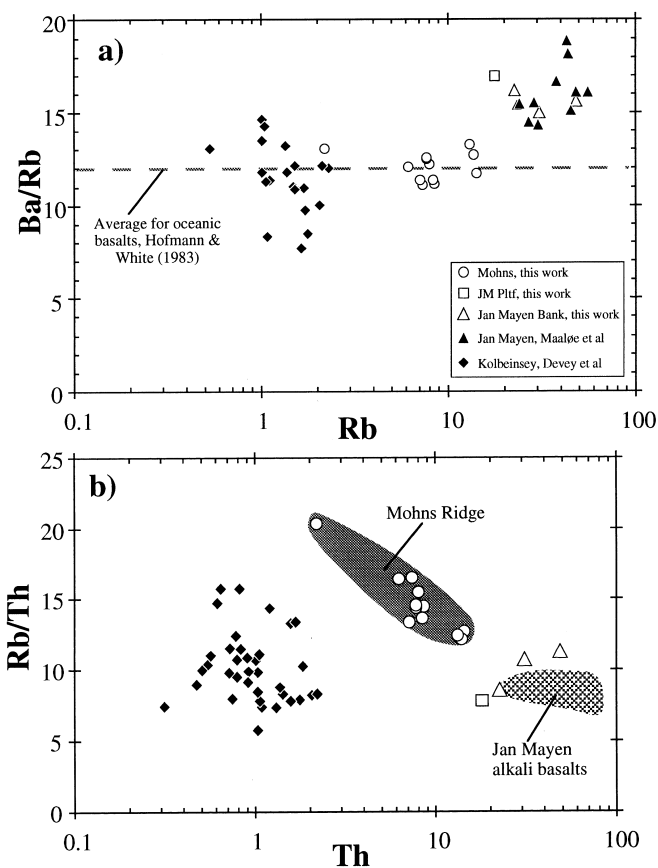 a)
20
15
10
5
0
Ba/Rb
Average for oceanic
basalts, Hofmann &
White (1983)
Mohns, this work
JM Pltf, this work
Jan Mayen Bank, this work
Jan Mayen, Maaløe et al
Kolbeinsey, Devey et al
0.1 1 10 100
Rb
b)
25
20
15
10
5
0
Rb/Th
Mohns Ridge
Jan Mayen
alkali basalts
0.1 1 10 100
Th